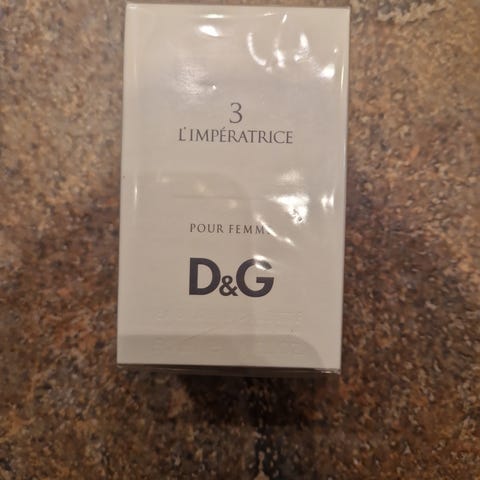 3
L'IMPÉRATRICE
POUR FEMME
D&G